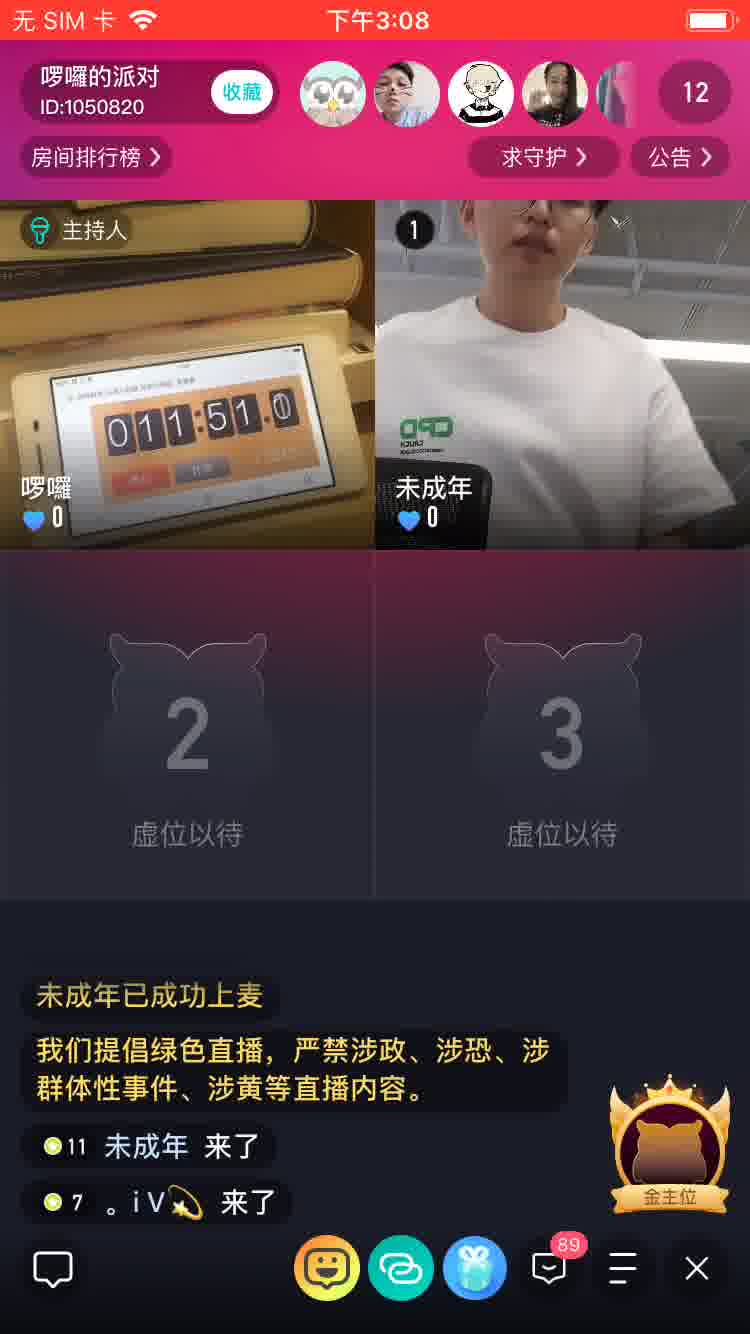 无 SIM 卡
下午3:08
啰囉的派对
ID:1050820
收藏
12
房间排行榜
求守护
公告
主持人
1
011:51.0
啰囉
0
未成年
0
2
3
虚位以待
虚位以待
未成年已成功上麦
我们提倡绿色直播，严禁涉政、涉恐、涉
群体性事件、涉黄等直播内容。
11 未成年 来了
7 。iV💫 来了
金主位
89